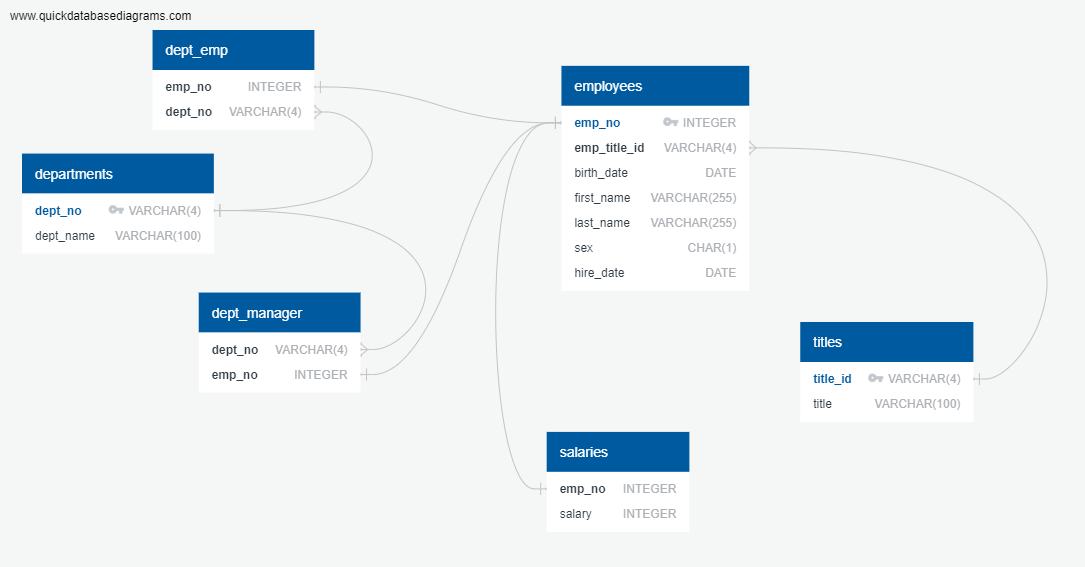 www.quickdatabasediagrams.com
dept_emp
emp_no INTEGER
dept_no VARCHAR(4)
departments
dept_no VARCHAR(4)
dept_name VARCHAR(100)
dept_manager
dept_no VARCHAR(4)
emp_no INTEGER
employees
emp_no INTEGER
emp_title_id VARCHAR(4)
birth_date DATE
first_name VARCHAR(255)
last_name VARCHAR(255)
sex CHAR(1)
hire_date DATE
salaries
emp_no INTEGER
salary INTEGER
titles
title_id VARCHAR(4)
title VARCHAR(100)